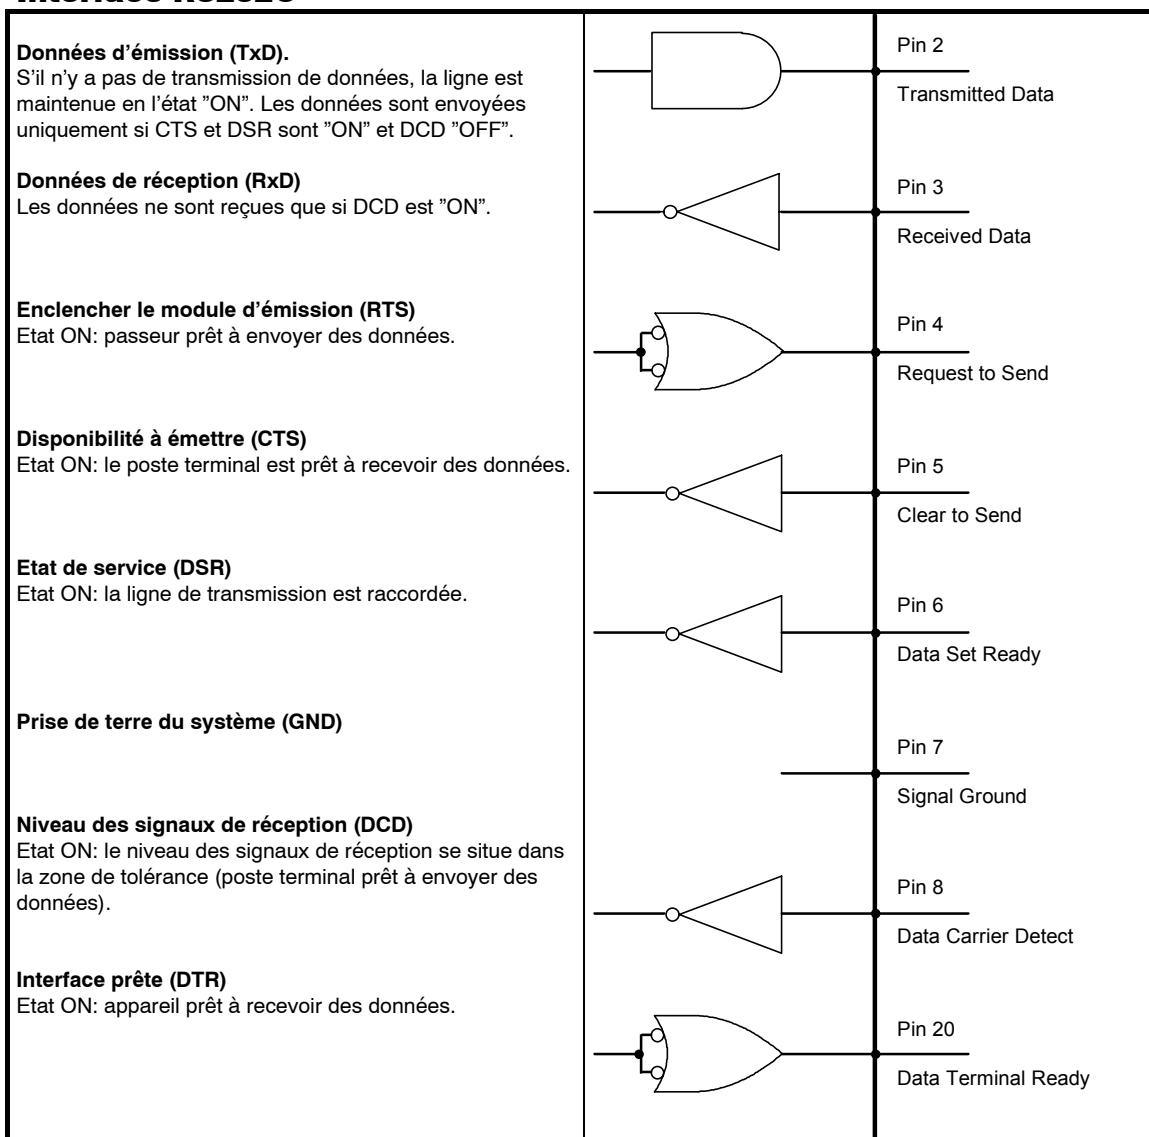 Données d’émission (TxD).
S’il n’y a pas de transmission de données, la ligne est
maintenue en l’état ”ON”. Les données sont envoyées
uniquement si CTS et DSR sont ”ON” et DCD ”OFF”.
Pin 2
Transmitted Data
Données de réception (RxD)
Les données ne sont reçues que si DCD est ”ON”.
Pin 3
Received Data
Enclencher le module d’émission (RTS)
Etat ON: passeur prêt à envoyer des données.
Pin 4
Request to Send
Disponibilité à émettre (CTS)
Etat ON: le poste terminal est prêt à recevoir des données.
Pin 5
Clear to Send
Etat de service (DSR)
Etat ON: la ligne de transmission est raccordée.
Pin 6
Data Set Ready
Prise de terre du système (GND)
Pin 7
Signal Ground
Niveau des signaux de réception (DCD)
Etat ON: le niveau des signaux de réception se situe dans
la zone de tolérance (poste terminal prêt à envoyer des
données).
Pin 8
Data Carrier Detect
Interface prête (DTR)
Etat ON: appareil prêt à recevoir des données.
Pin 20
Data Terminal Ready